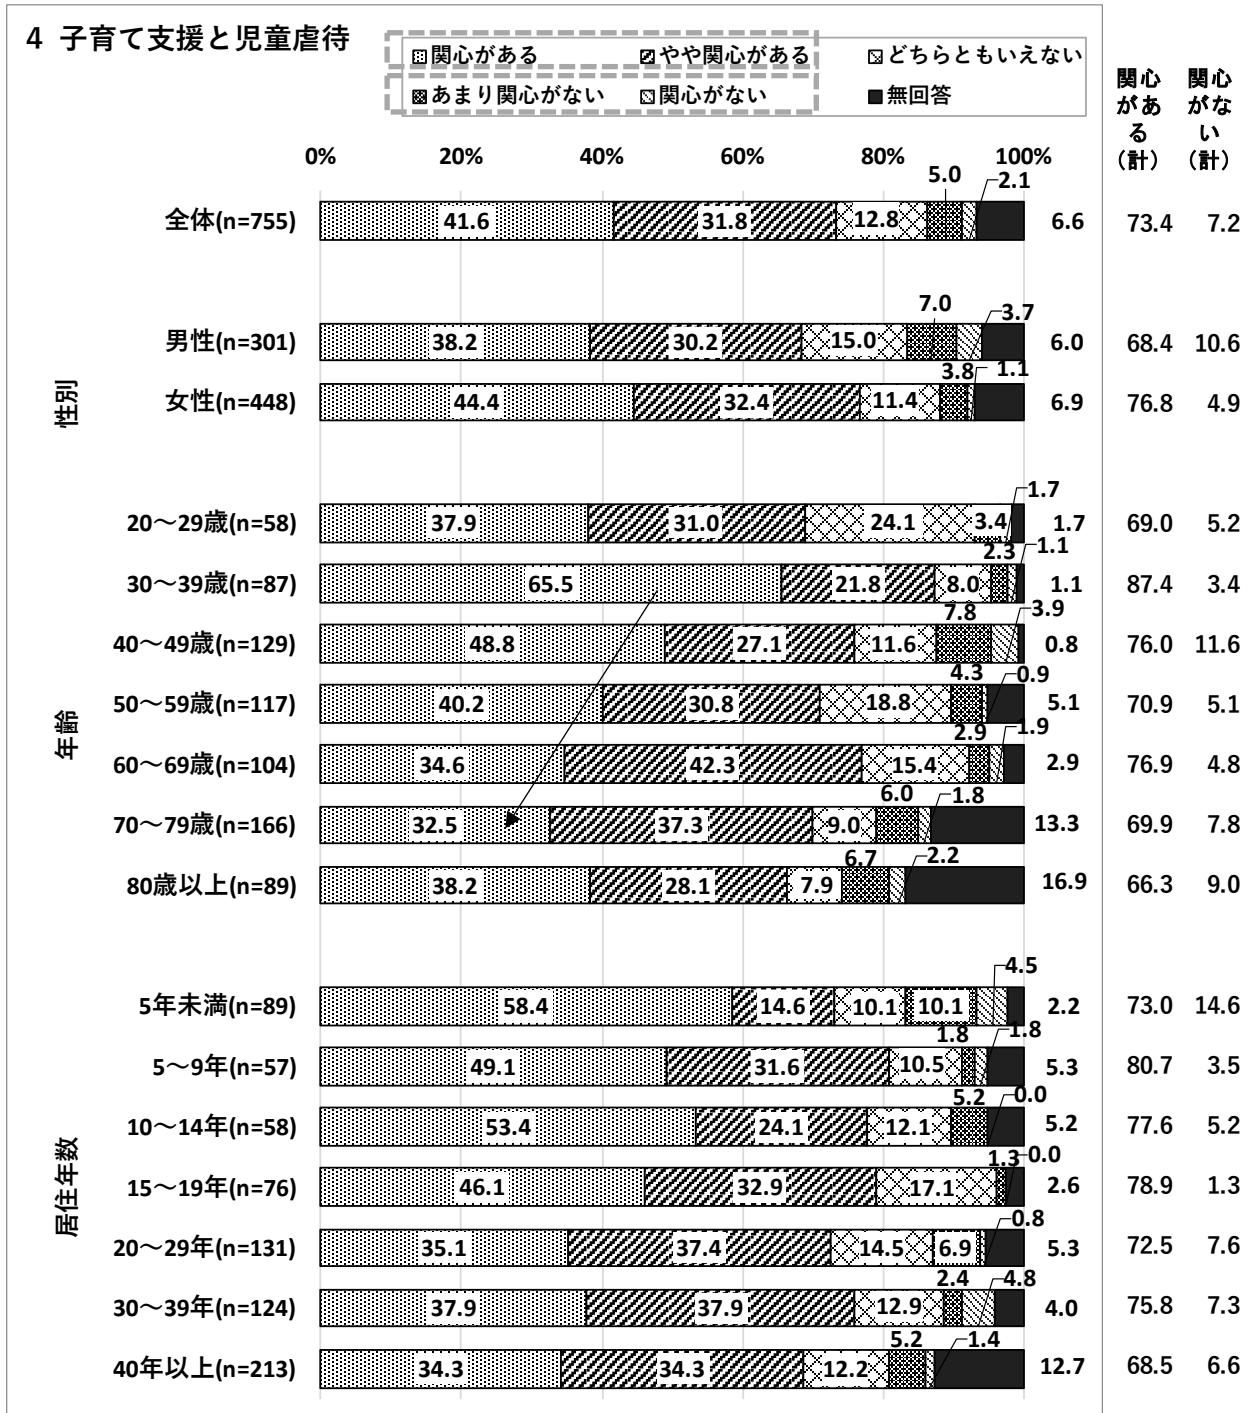 4 子育て支援と児童虐待
関心がある やや関心がある どちらともいえない
あまり関心がない 関心がない 無回答
関心がある（計） 関心がない（計）
0% 20% 40% 60% 80% 100%
全体(n=755) 41.6 31.8 12.8 5.0 2.1 6.6 73.4 7.2
性別
男性(n=301) 38.2 30.2 15.0 7.0 3.7 6.0 68.4 10.6
女性(n=448) 44.4 32.4 11.4 3.8 1.1 6.9 76.8 4.9
年齢
20～29歳(n=58) 37.9 31.0 24.1 3.4 1.7 1.7 69.0 5.2
30～39歳(n=87) 65.5 21.8 8.0 2.3 1.1 1.1 87.4 3.4
40～49歳(n=129) 48.8 27.1 11.6 7.8 3.9 0.8 76.0 11.6
50～59歳(n=117) 40.2 30.8 18.8 4.3 0.9 5.1 70.9 5.1
60～69歳(n=104) 34.6 42.3 15.4 2.9 1.9 2.9 76.9 4.8
70～79歳(n=166) 32.5 37.3 9.0 6.0 1.8 13.3 69.9 7.8
80歳以上(n=89) 38.2 28.1 7.9 6.7 2.2 16.9 66.3 9.0
居住年数
5年未満(n=89) 58.4 14.6 10.1 10.1 4.5 2.2 73.0 14.6
5～9年(n=57) 49.1 31.6 10.5 1.8 1.8 5.3 80.7 3.5
10～14年(n=58) 53.4 24.1 12.1 5.2 0.0 5.2 77.6 5.2
15～19年(n=76) 46.1 32.9 17.1 1.3 0.0 2.6 78.9 1.3
20～29年(n=131) 35.1 37.4 14.5 6.9 0.8 5.3 72.5 7.6
30～39年(n=124) 37.9 37.9 12.9 2.4 4.8 4.0 75.8 7.3
40年以上(n=213) 34.3 34.3 12.2 5.2 1.4 12.7 68.5 6.6